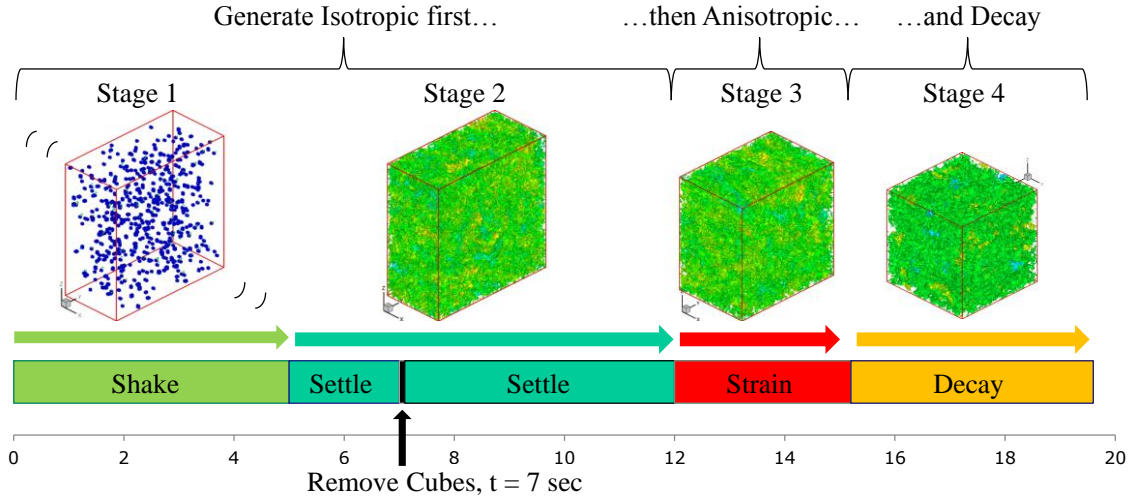 Generate Isotropic first… …then Anisotropic… …and Decay
Stage 1 Stage 2 Stage 3 Stage 4
Shake Settle Settle Strain Decay
0 2 4 6 8 10 12 14 16 18 20
Remove Cubes, t = 7 sec